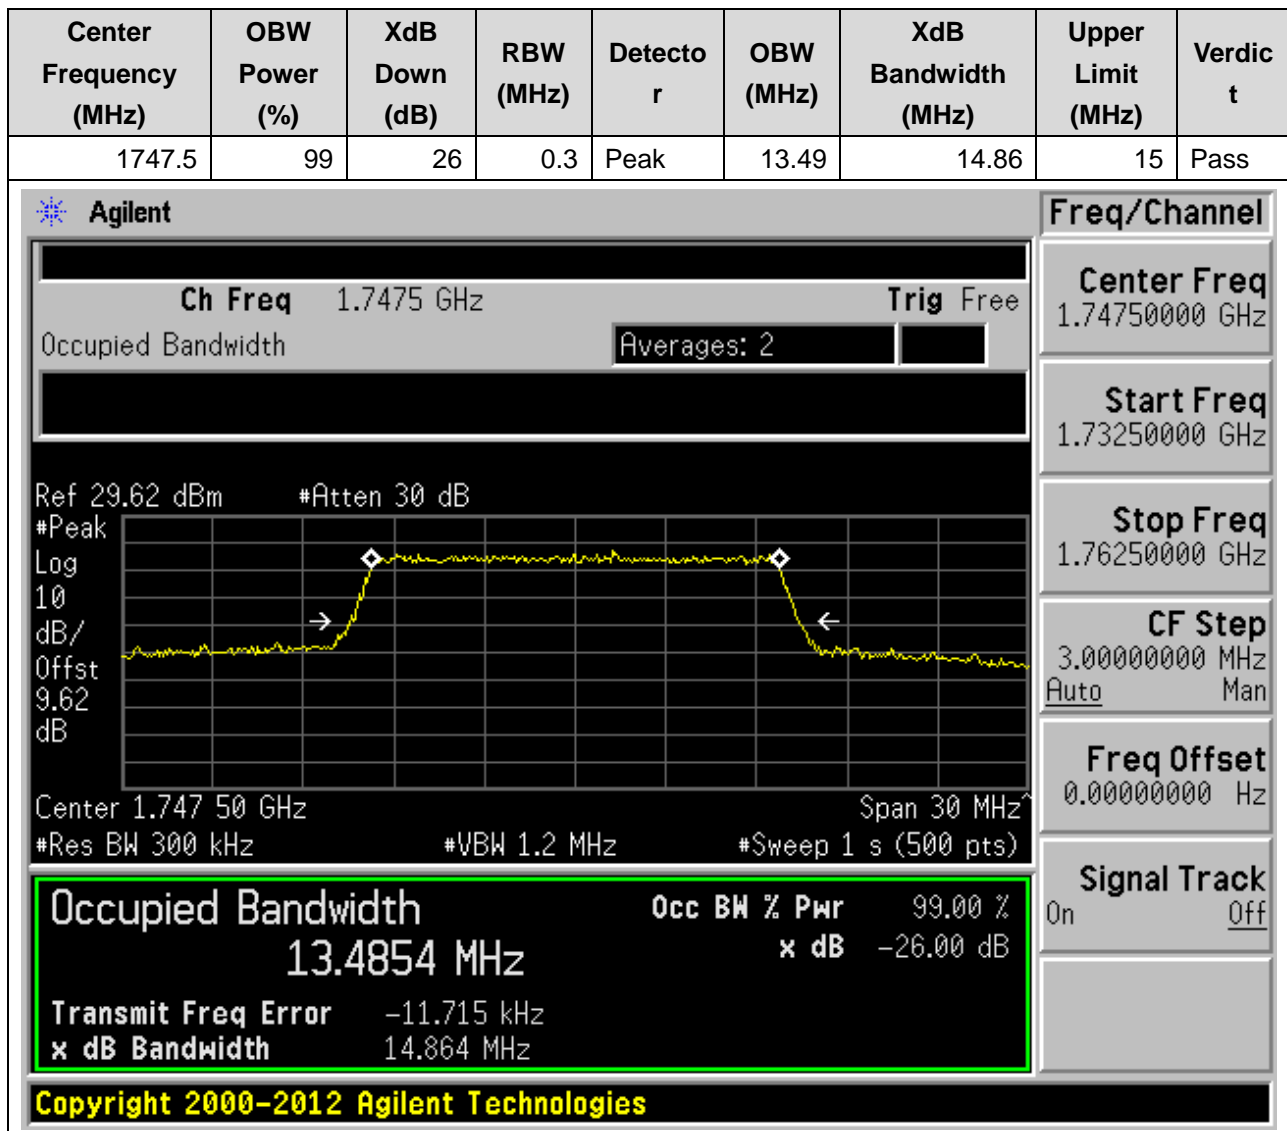 Center Frequency (MHz) OBW Power (%) XdB Down (dB) RBW (MHz) Detecto r OBW (MHz) XdB Bandwidth (MHz) Upper Limit (MHz) Verdic t
1747.5 99 26 0.3 Peak 13.49 14.86 15 Pass
Agilent
Freq/Channel
Ch Freq 1.7475 GHz Trig Free
Occupied Bandwidth Averages: 2
Center Freq
1.74750000 GHz
Start Freq
1.73250000 GHz
Stop Freq
1.76250000 GHz
CF Step
3.00000000 MHz
Auto Man
Freq Offset
0.00000000 Hz
Signal Track
On Off
Ref 29.62 dBm #Atten 30 dB
#Peak
Log
10
dB/
Offst
9.62
dB
Center 1.747 50 GHz Span 30 MHz^
#Res BW 300 kHz #VBW 1.2 MHz #Sweep 1 s (500 pts)
Occupied Bandwidth Occ BW % Pwr 99.00 %
13.4854 MHz x dB -26.00 dB
Transmit Freq Error -11.715 kHz
x dB Bandwidth 14.864 MHz
Copyright 2000-2012 Agilent Technologies